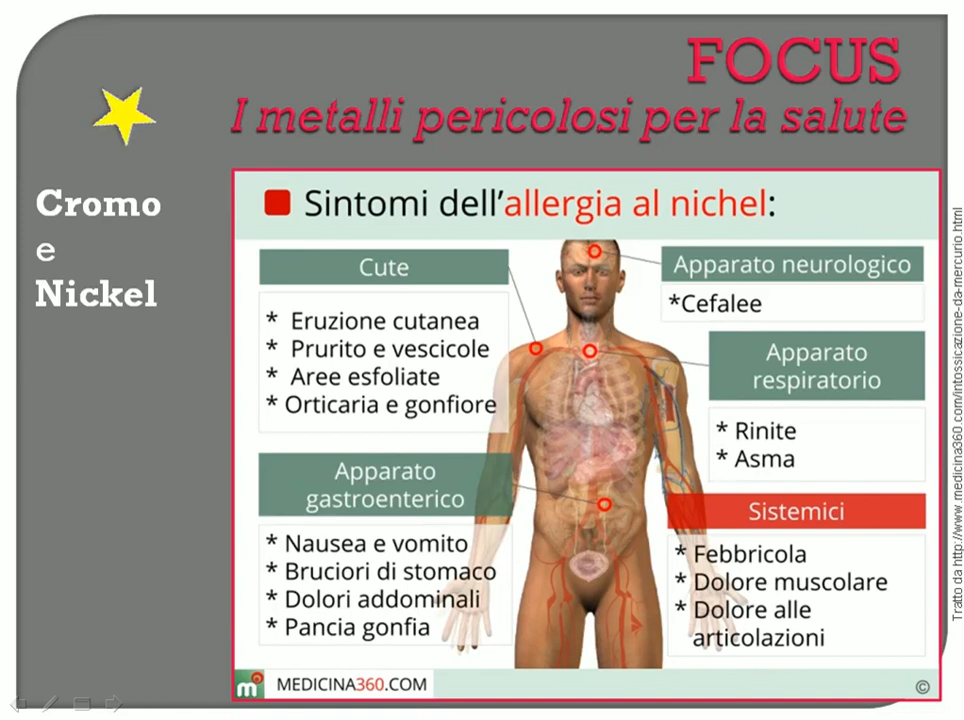 FOCUS
I metalli pericolosi per la salute
Cromo
e
Nickel
Sintomi dell'allergia al nichel:
Cute
* Eruzione cutanea
* Prurito e vescicole
* Aree esfoliate
* Orticaria e gonfiore
Apparato
gastroenterico
* Nausea e vomito
* Bruciori di stomaco
* Dolori addominali
* Pancia gonfia
Apparato neurologico
*Cefalee
Apparato
respiratorio
* Rinite
* Asma
Sistemici
* Febbricola
* Dolore muscolare
* Dolore alle
articolazioni
m MEDICINA360.COM
©
Tratto da http://www.medicina360.com/intossicazione-da-mercurio.html